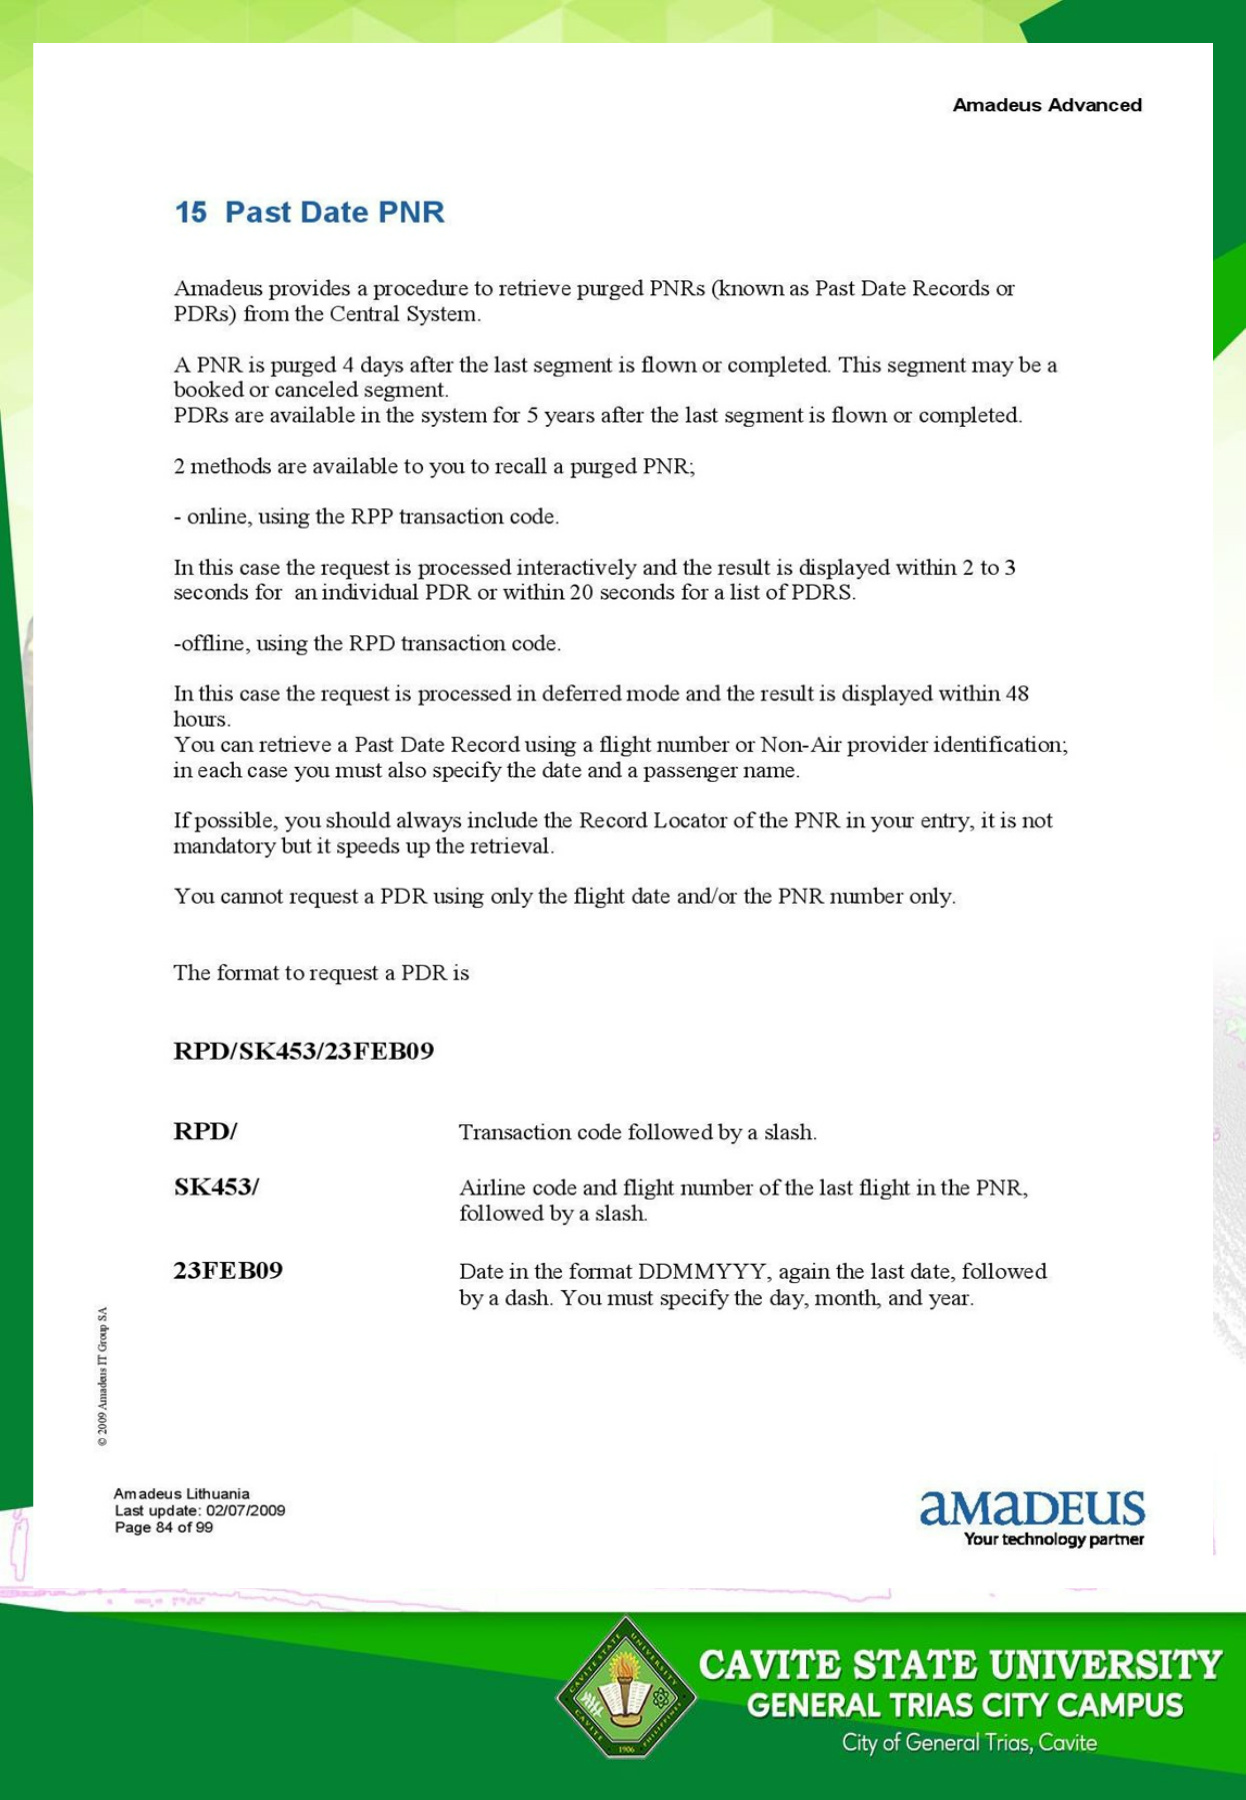 Amadeus Advanced
15 Past Date PNR
Amadeus provides a procedure to retrieve purged PNRs (known as Past Date Records or
PDRs) from the Central System.
A PNR is purged 4 days after the last segment is flown or completed. This segment may be a
booked or canceled segment.
PDRs are available in the system for 5 years after the last segment is flown or completed.
2 methods are available to you to recall a purged PNR;
- online, using the RPP transaction code.
In this case the request is processed interactively and the result is displayed within 2 to 3
seconds for an individual PDR or within 20 seconds for a list of PDRS.
-offline, using the RPD transaction code.
In this case the request is processed in deferred mode and the result is displayed within 48
hours.
You can retrieve a Past Date Record using a flight number or Non-Air provider identification;
in each case you must also specify the date and a passenger name.
If possible, you should always include the Record Locator of the PNR in your entry, it is not
mandatory but it speeds up the retrieval.
You cannot request a PDR using only the flight date and/or the PNR number only.
The format to request a PDR is
RPD/SK453/23FEB09
RPD/ Transaction code followed by a slash.
SK453/ Airline code and flight number of the last flight in the PNR,
followed by a slash.
23FEB09 Date in the format DDMMYYY, again the last date, followed
by a dash. You must specify the day, month, and year.
© 2009 Amadeus IT Group SA
Amadeus Lithuania
Last update: 02/07/2009
Page 84 of 99
amadeus
Your technology partner
CAVITE STATE UNIVERSITY
CAVITE PHILIPPINES
1906
CAVITE STATE UNIVERSITY
GENERAL TRIAS CITY CAMPUS
City of General Trias, Cavite